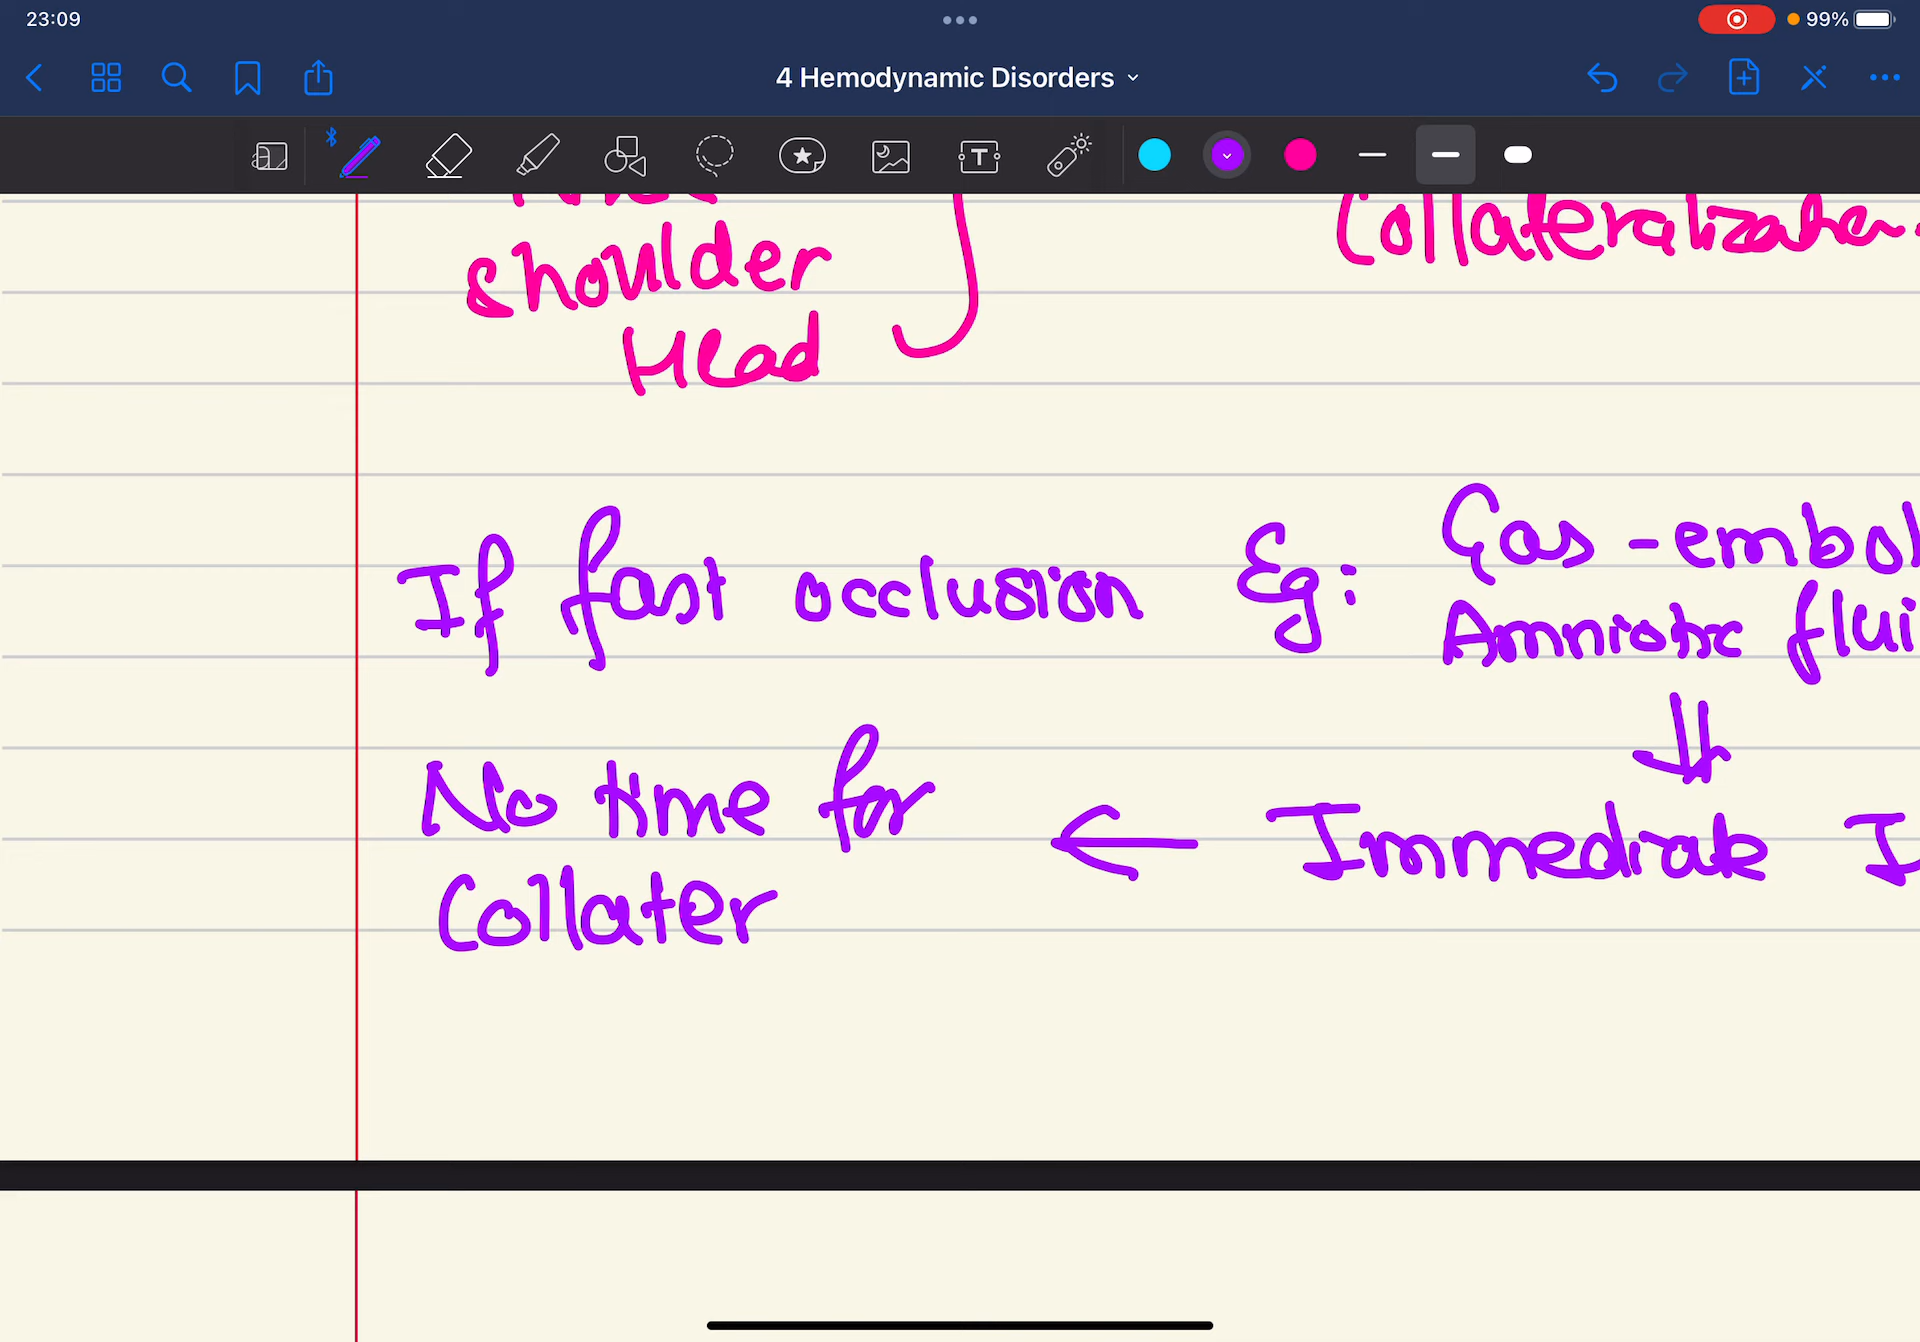 23:09
99%
4 Hemodynamic Disorders
T
shoulder
Head
Collateralization
If fast occlusion Eg: Gas - embol
Amniotic flui
No time for
Immediate I
Collater